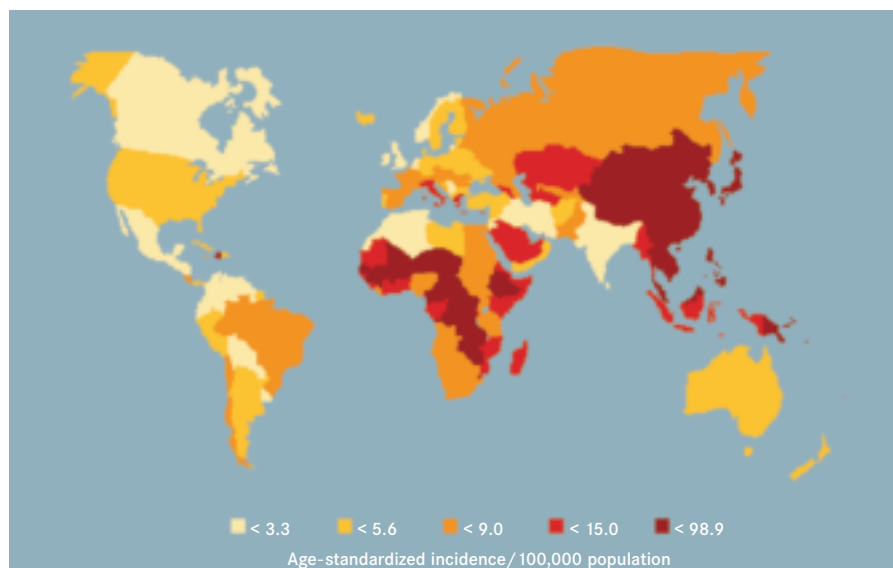 < 3.3 < 5.6 < 9.0 < 15.0 < 98.9
Age-standardized incidence/100,000 population